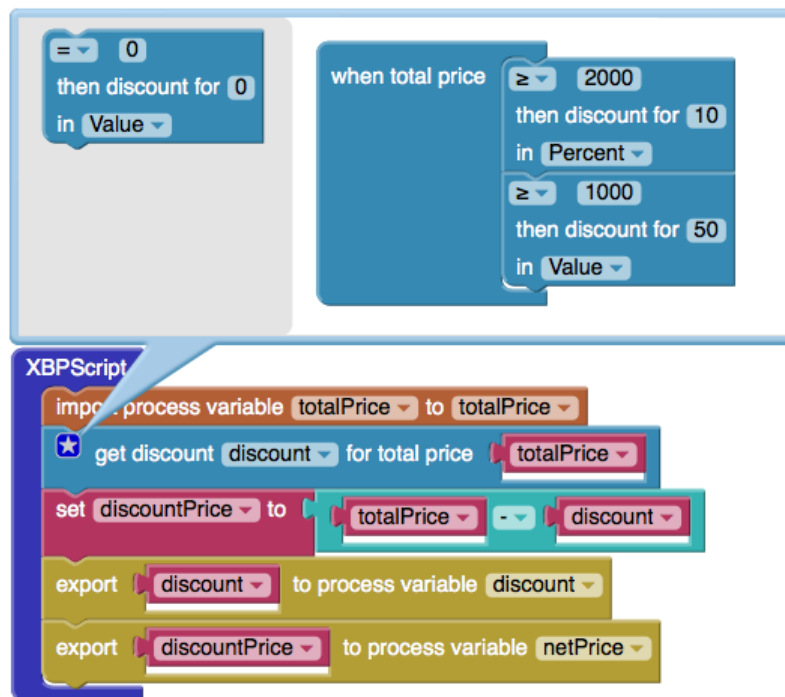 = 0
then discount for 0
in Value
when total price ≥ 2000
then discount for 10
in Percent
≥ 1000
then discount for 50
in Value
XBPScript
import process variable totalPrice to totalPrice
get discount discount for total price totalPrice
set discountPrice to totalPrice - discount
export discount to process variable discount
export discountPrice to process variable netPrice